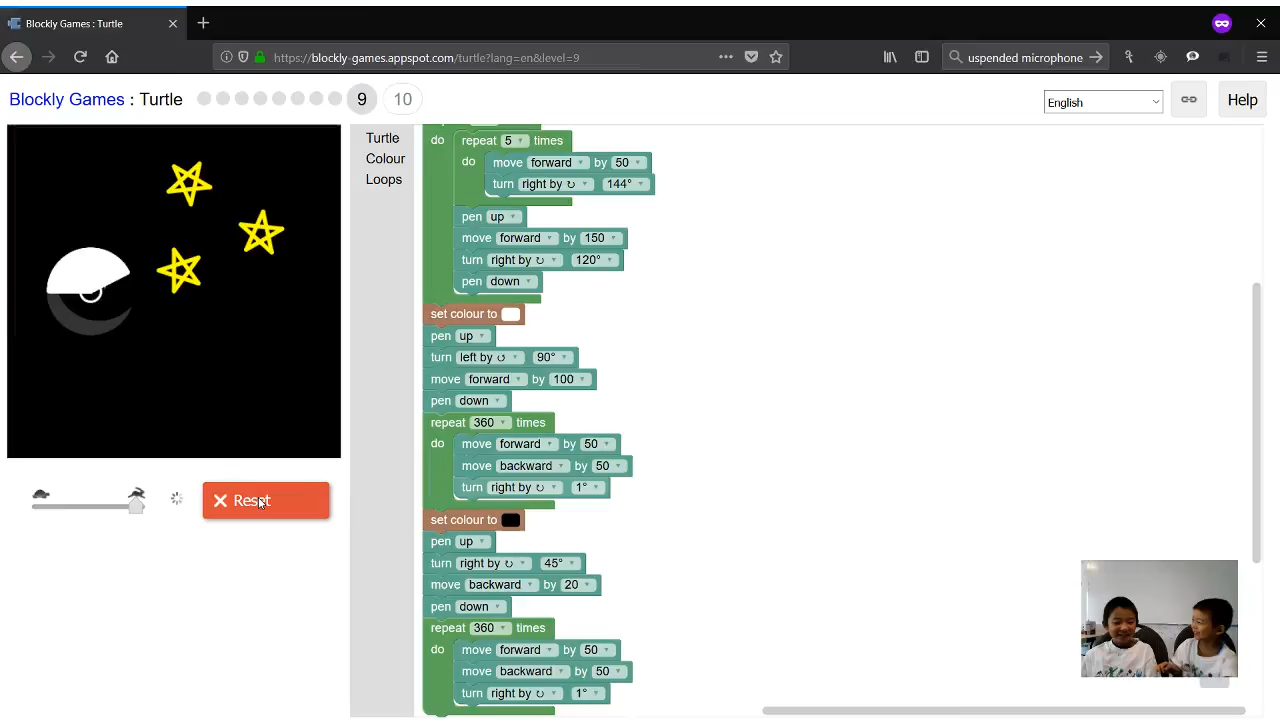 Blockly Games : Turtle
https://blockly-games.appspot.com/turtle?lang=en&level=9
uspended microphone
Blockly Games : Turtle
9
10
English
Help
Turtle
Colour
Loops
do
repeat 5 times
do
move forward by 50
turn right by ↻ 144°
pen up
move forward by 150
turn right by ↻ 120°
pen down
set colour to
pen up
turn left by ↺ 90°
move forward by 100
pen down
repeat 360 times
do
move forward by 50
move backward by 50
turn right by ↻ 1°
set colour to
pen up
turn right by ↻ 45°
move backward by 20
pen down
repeat 360 times
do
move forward by 50
move backward by 50
turn right by ↻ 1°
Reset